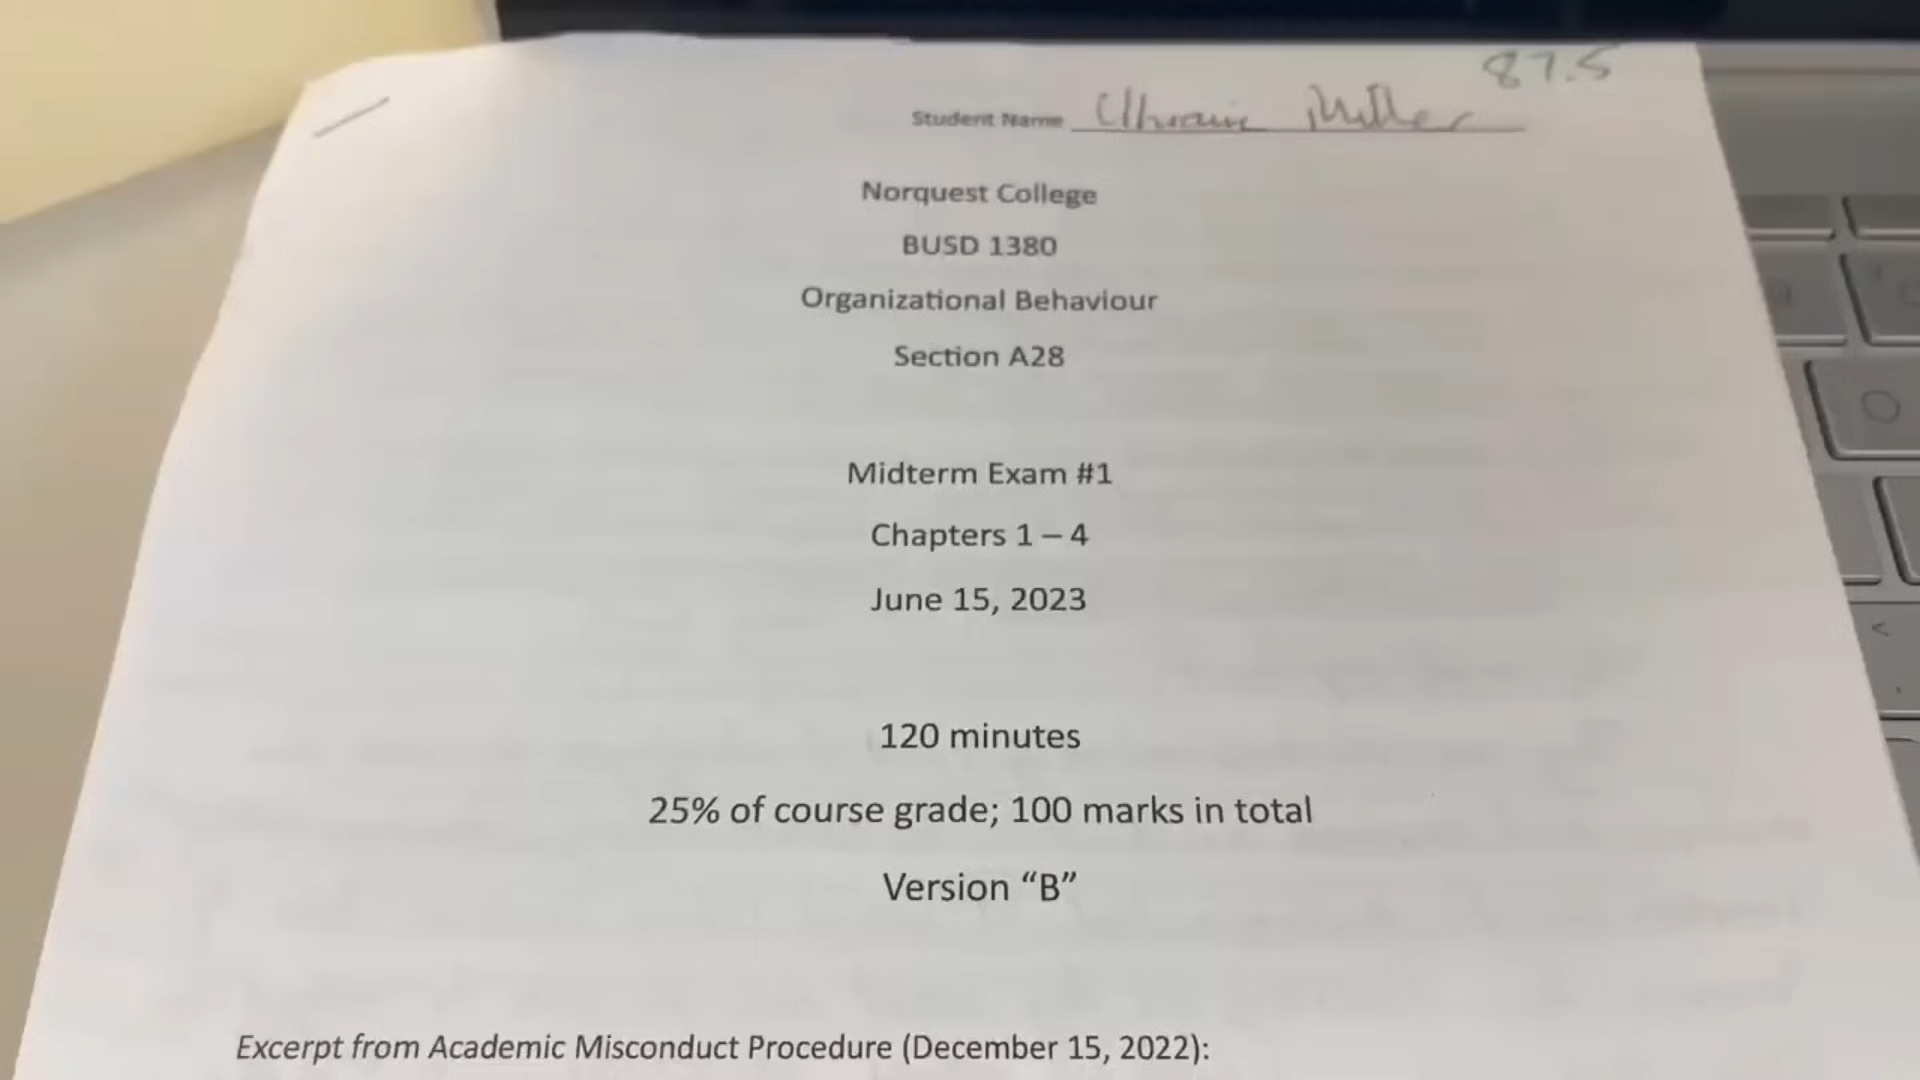 87.5
Student Name Miller
Norquest College
BUSD 1380
Organizational Behaviour
Section A28
Midterm Exam #1
Chapters 1 – 4
June 15, 2023
120 minutes
25% of course grade; 100 marks in total
Version “B”
Excerpt from Academic Misconduct Procedure (December 15, 2022):